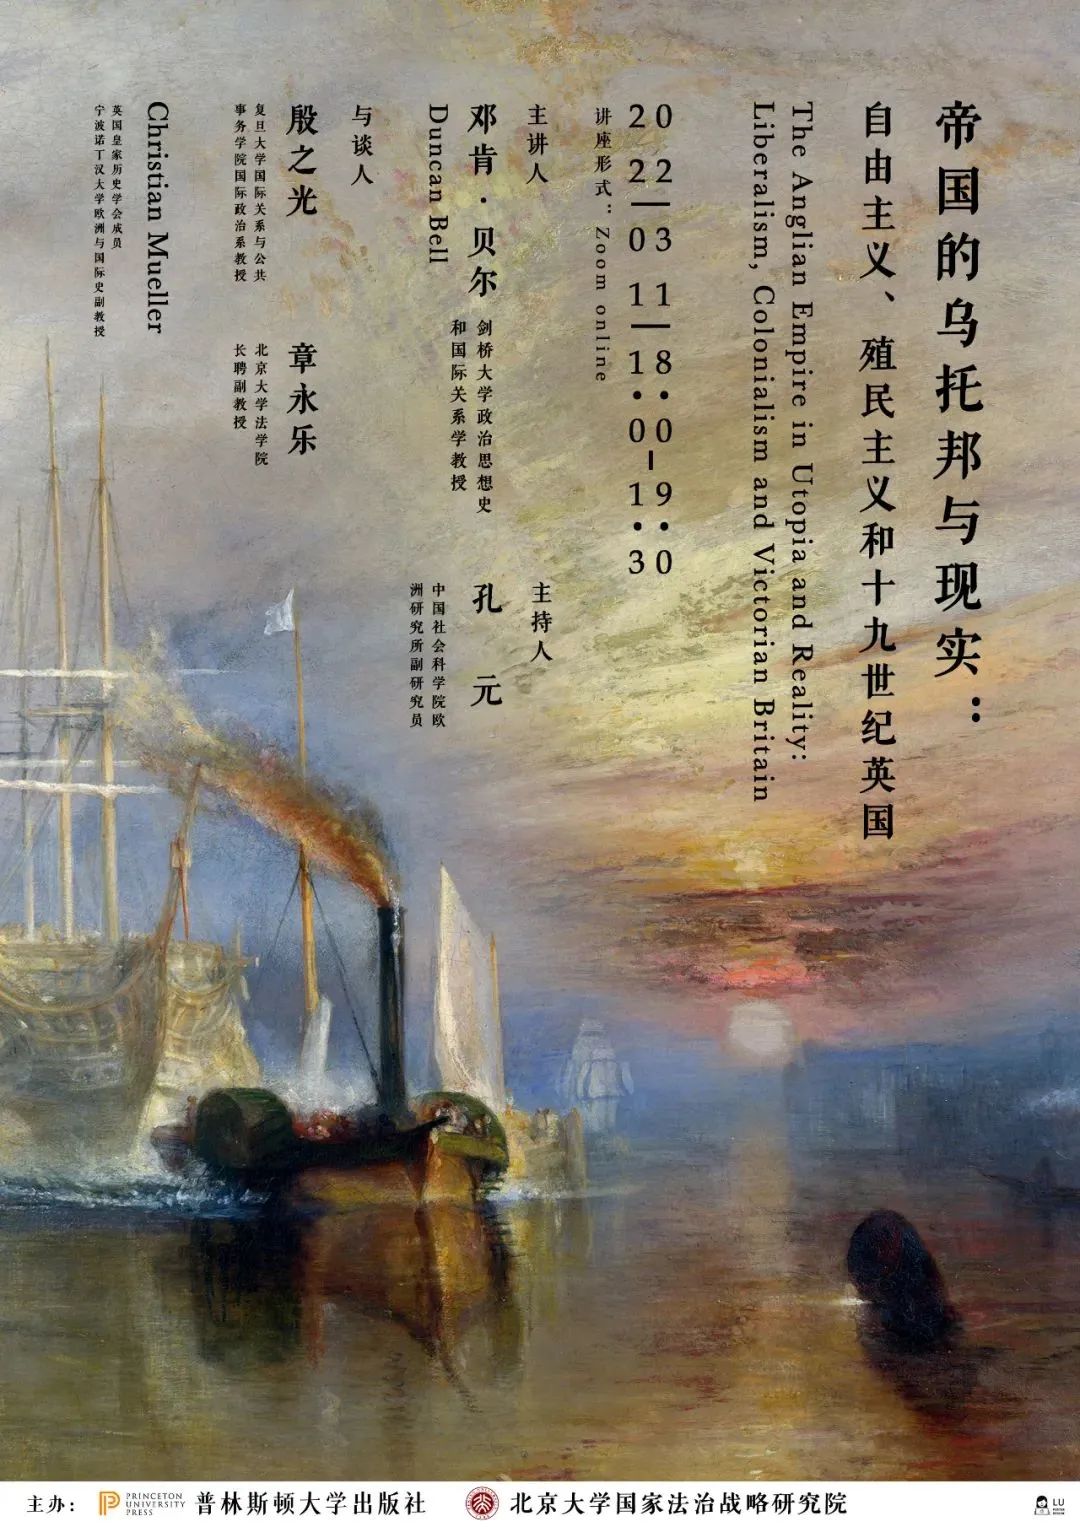 帝国的乌托邦与现实：
自由主义、殖民主义和十九世纪英国
The Anglian Empire in Utopia and Reality:
Liberalism, Colonialism and Victorian Britain
2022—0311—18:00-19:30
讲座形式：Zoom online
主讲人
邓肯·贝尔
Duncan Bell
剑桥大学政治思想史
和国际关系学教授
主持人
孔 元
中国社会科学院欧
洲研究所副研究员
与谈人
殷之光
复旦大学国际关系与公共
事务学院国际政治系教授
章永乐
北京大学法学院
长聘副教授
Christian Mueller
英国皇家历史学会成员
宁波诺丁汉大学欧洲与国际史副教授
主办：
PRINCETON
UNIVERSITY
PRESS
普林斯顿大学出版社
北京大学国家法治战略研究院
LU